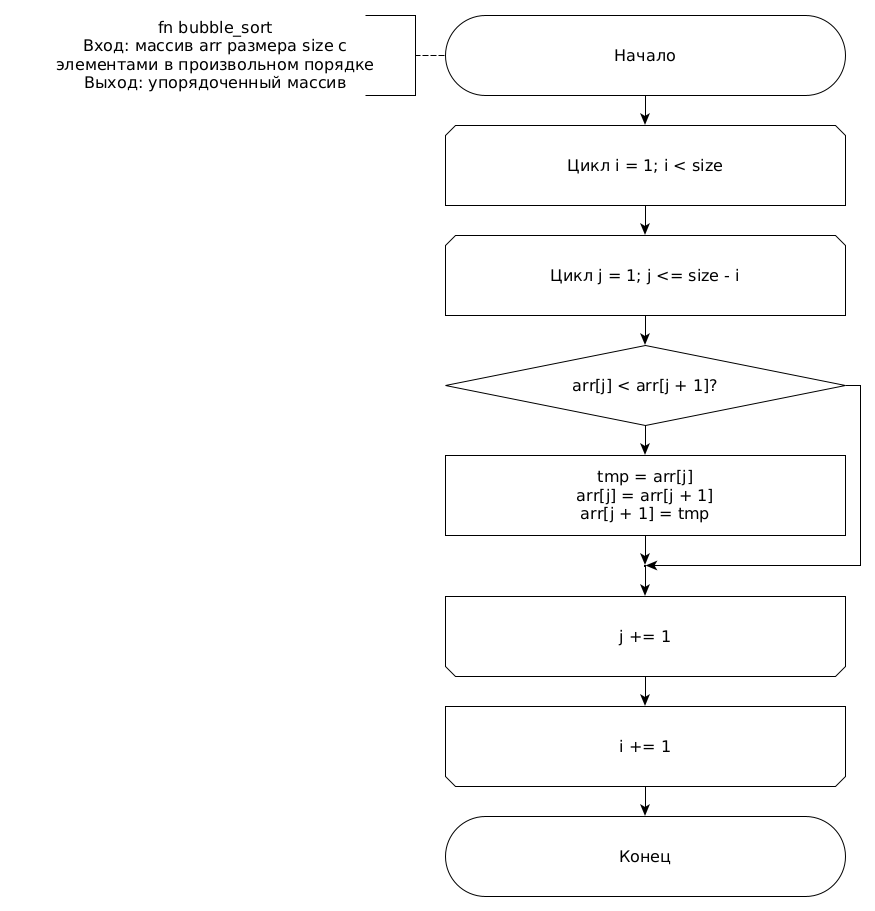 fn bubble_sort
Вход: массив arr размера size с
элементами в произвольном порядке
Выход: упорядоченный массив
Начало
Цикл i = 1; i < size
Цикл j = 1; j <= size - i
arr[j] < arr[j + 1]?
tmp = arr[j]
arr[j] = arr[j + 1]
arr[j + 1] = tmp
j += 1
i += 1
Конец